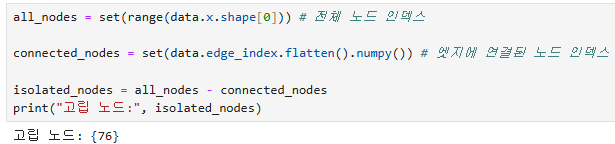 all_nodes = set(range(data.x.shape[0])) # 전체 노드 인덱스
connected_nodes = set(data.edge_index.flatten().numpy()) # 엣지에 연결된 노드 인덱스
isolated_nodes = all_nodes - connected_nodes
print("고립 노드:", isolated_nodes)
고립 노드: {76}